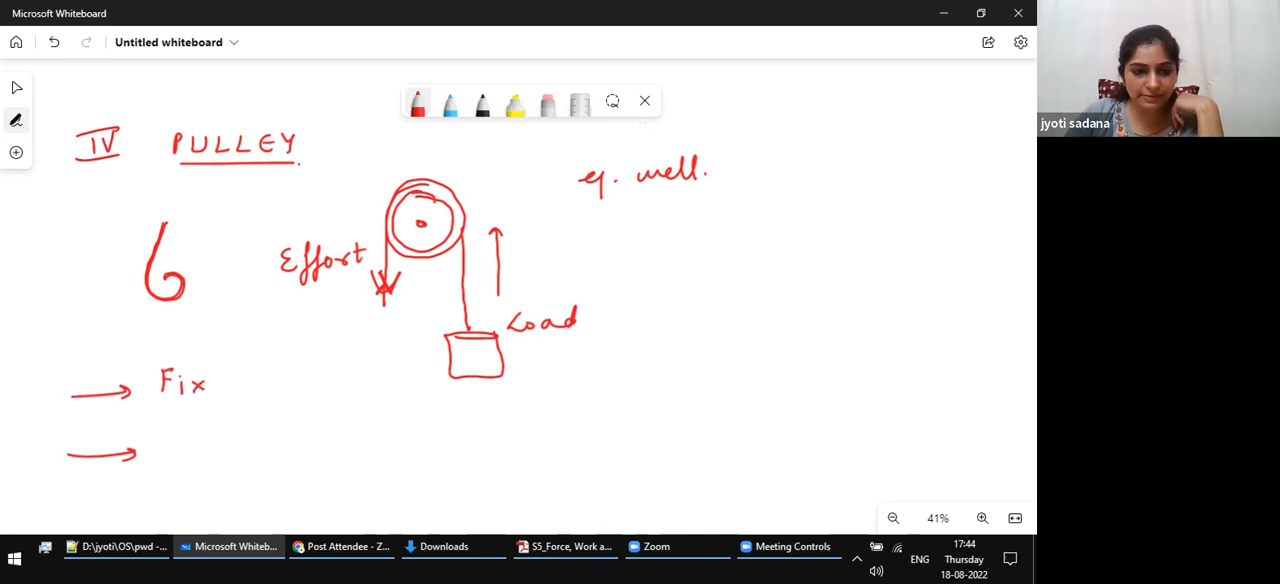 Microsoft Whiteboard
Untitled whiteboard
jyoti sadana
IV PULLEY
eg. well.
6
Effort
Load
→ Fix
→
41%
D:\jyoti\OS\pwd -...
Microsoft Whiteb...
Post Attendee - Z...
Downloads
S5_Force, Work a...
Zoom
Meeting Controls
ENG
17:44
Thursday
18-08-2022